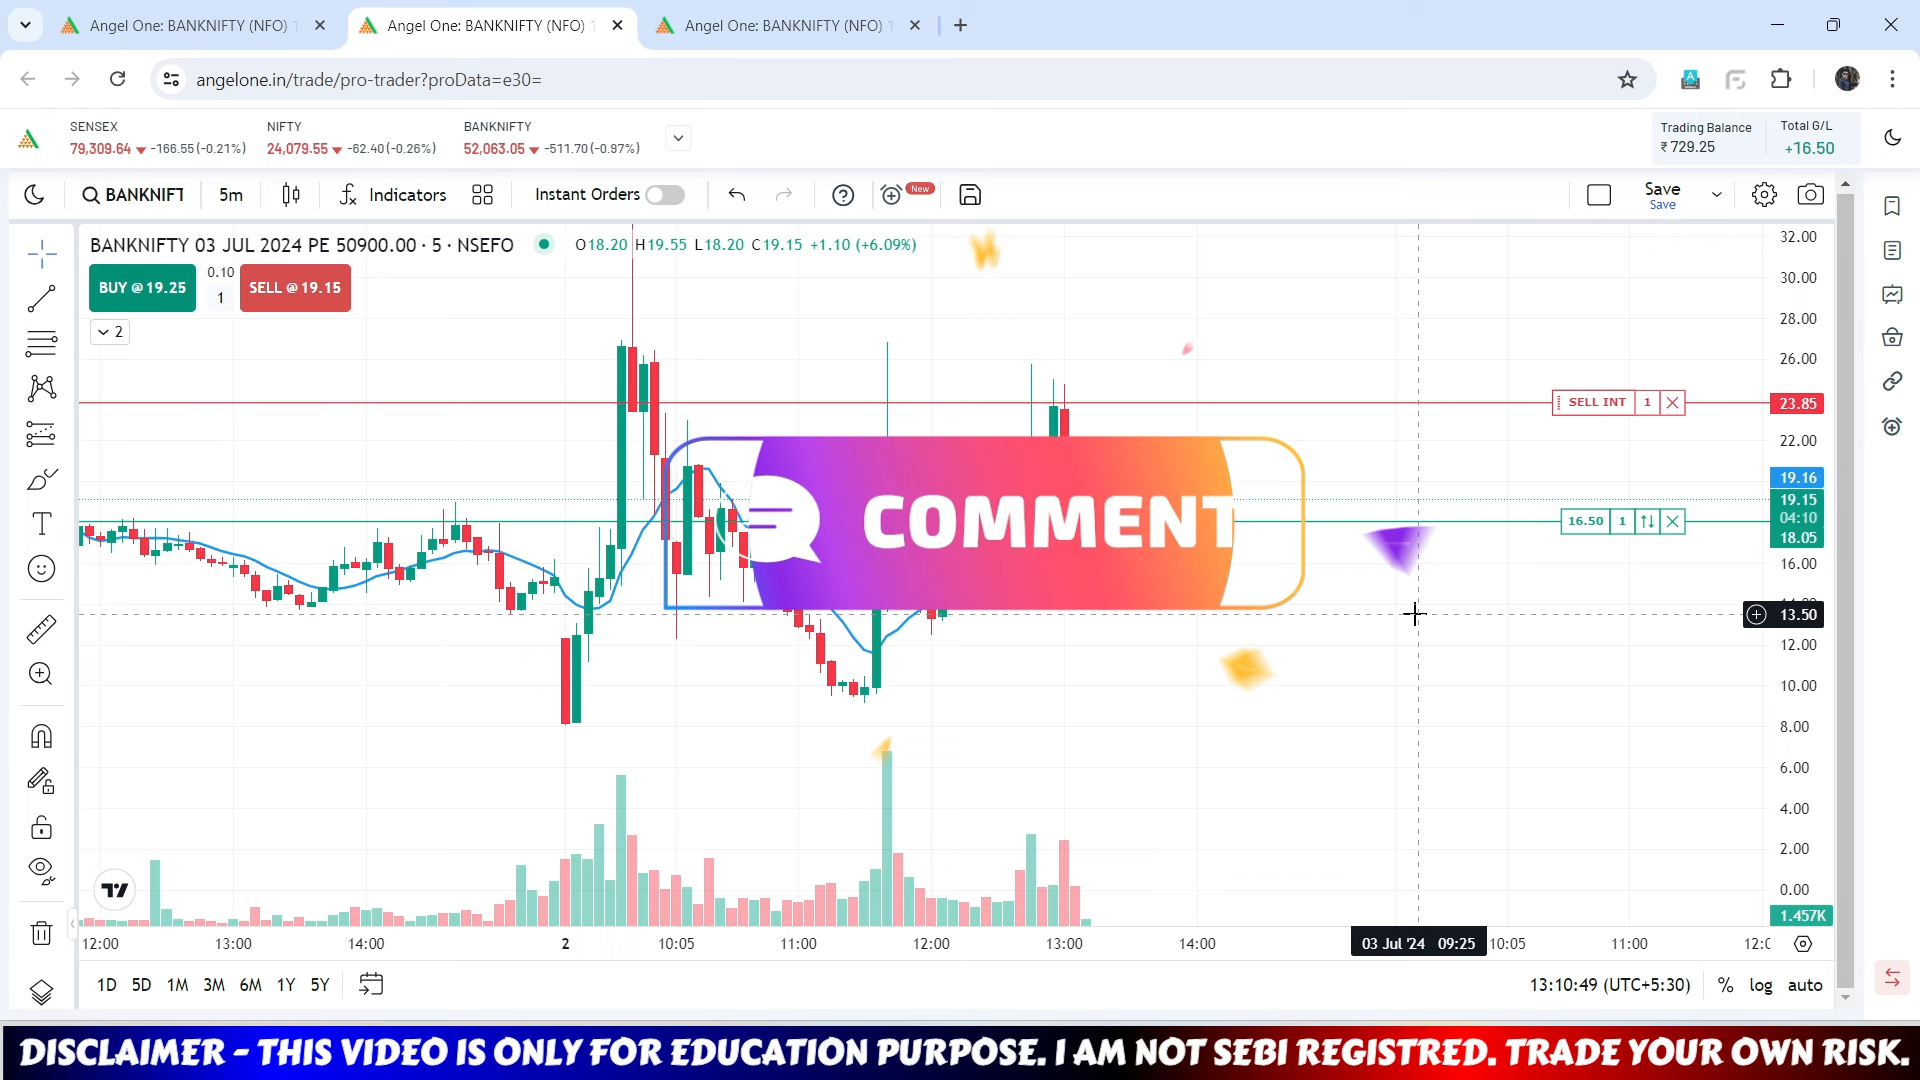 Angel One: BANKNIFTY (NFO)
Angel One: BANKNIFTY (NFO)
Angel One: BANKNIFTY (NFO)
angelone.in/trade/pro-trader?proData=e30=
SENSEX
79,309.64 -166.55(-0.21%)
NIFTY
24,079.55 -62.40(-0.26%)
BANKNIFTY
52,063.05 -511.70(-0.97%)
Trading Balance
₹ 729.25
Total G/L
+16.50
BANKNIFT 5m Indicators Instant Orders New Save
Save
BANKNIFTY 03 JUL 2024 PE 50900.00 · 5 · NSEFO O18.20 H19.55 L18.20 C19.15 +1.10 (+6.09%)
BUY @ 19.25 0.10 1 SELL @ 19.15
2
COMMENT
SELL INT 1
16.50 1
32.00
30.00
28.00
26.00
23.85
22.00
19.16
19.15
04:10
18.05
16.00
13.50
12.00
10.00
8.00
6.00
4.00
2.00
0.00
1.457K
12:00 13:00 14:00 2 10:05 11:00 12:00 13:00 14:00 03 Jul '24 09:25 10:05 11:00
1D 5D 1M 3M 6M 1Y 5Y 13:10:49 (UTC+5:30) % log auto
DISCLAIMER - THIS VIDEO IS ONLY FOR EDUCATION PURPOSE. I AM NOT SEBI REGISTRED. TRADE YOUR OWN RISK.